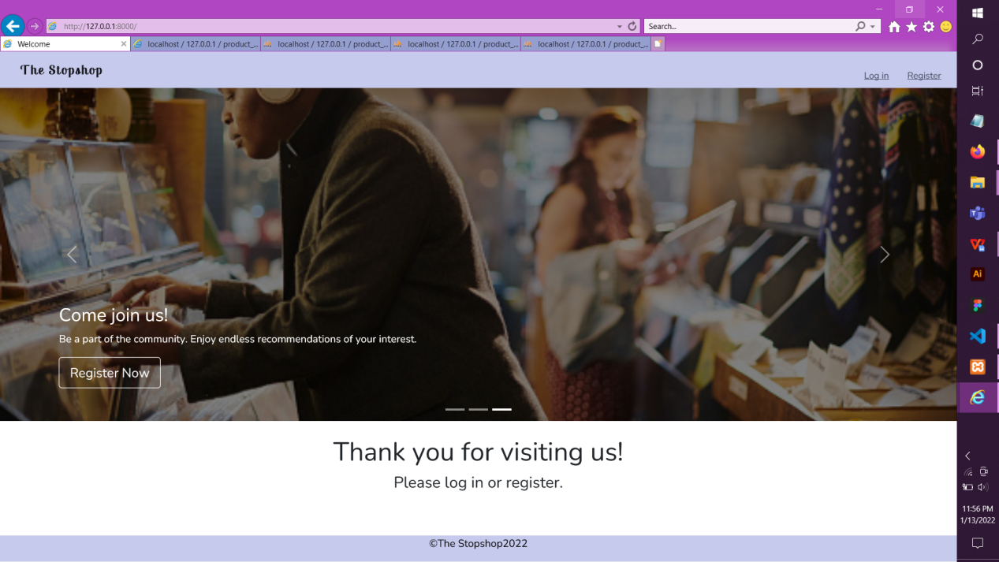 http://127.0.0.1:8000/
Search...
Welcome
localhost / 127.0.0.1 / product_...
localhost / 127.0.0.1 / product_...
localhost / 127.0.0.1 / product_...
localhost / 127.0.0.1 / product_...
The Stopshop
Log in
Register
Come join us!
Be a part of the community. Enjoy endless recommendations of your interest.
Register Now
Thank you for visiting us!
Please log in or register.
©The Stopshop2022
Ai
11:56 PM
1/13/2022